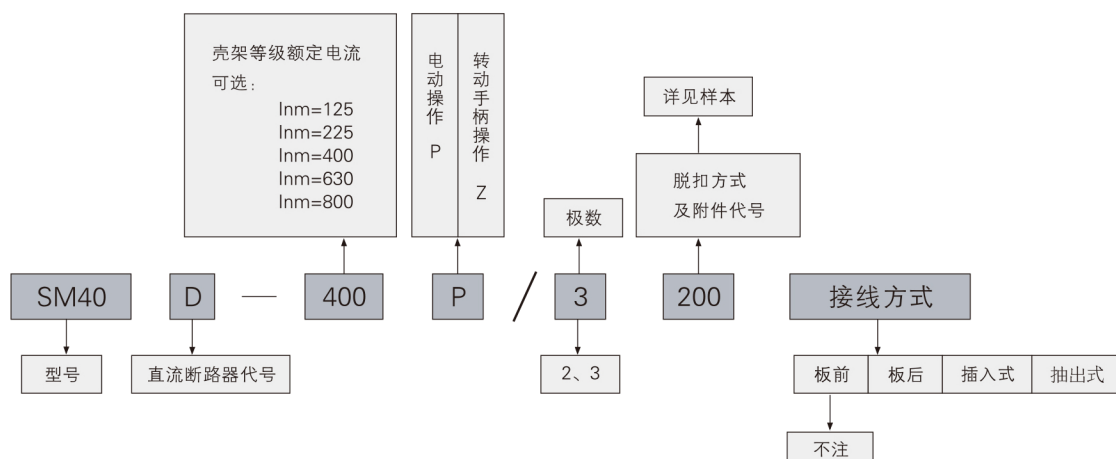 壳架等级额定电流
可选：
Inm=125
Inm=225
Inm=400
Inm=630
Inm=800
电动操作 P
转动手柄操作 Z
详见样本
脱扣方式
及附件代号
极数
SM40 D — 400 P / 3 200 接线方式
型号
直流断路器代号
2、3
板前 板后 插入式 抽出式
不注